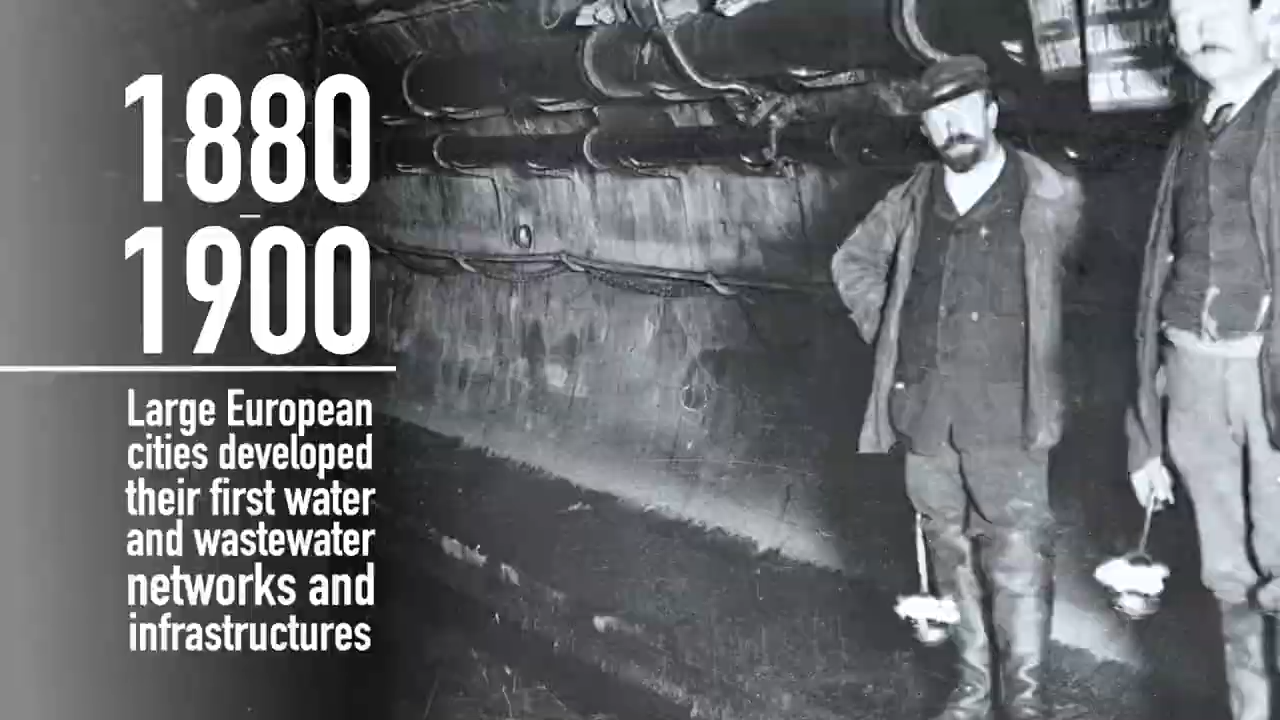 1880
–
1900
Large European
cities developed
their first water
and wastewater
networks and
infrastructures